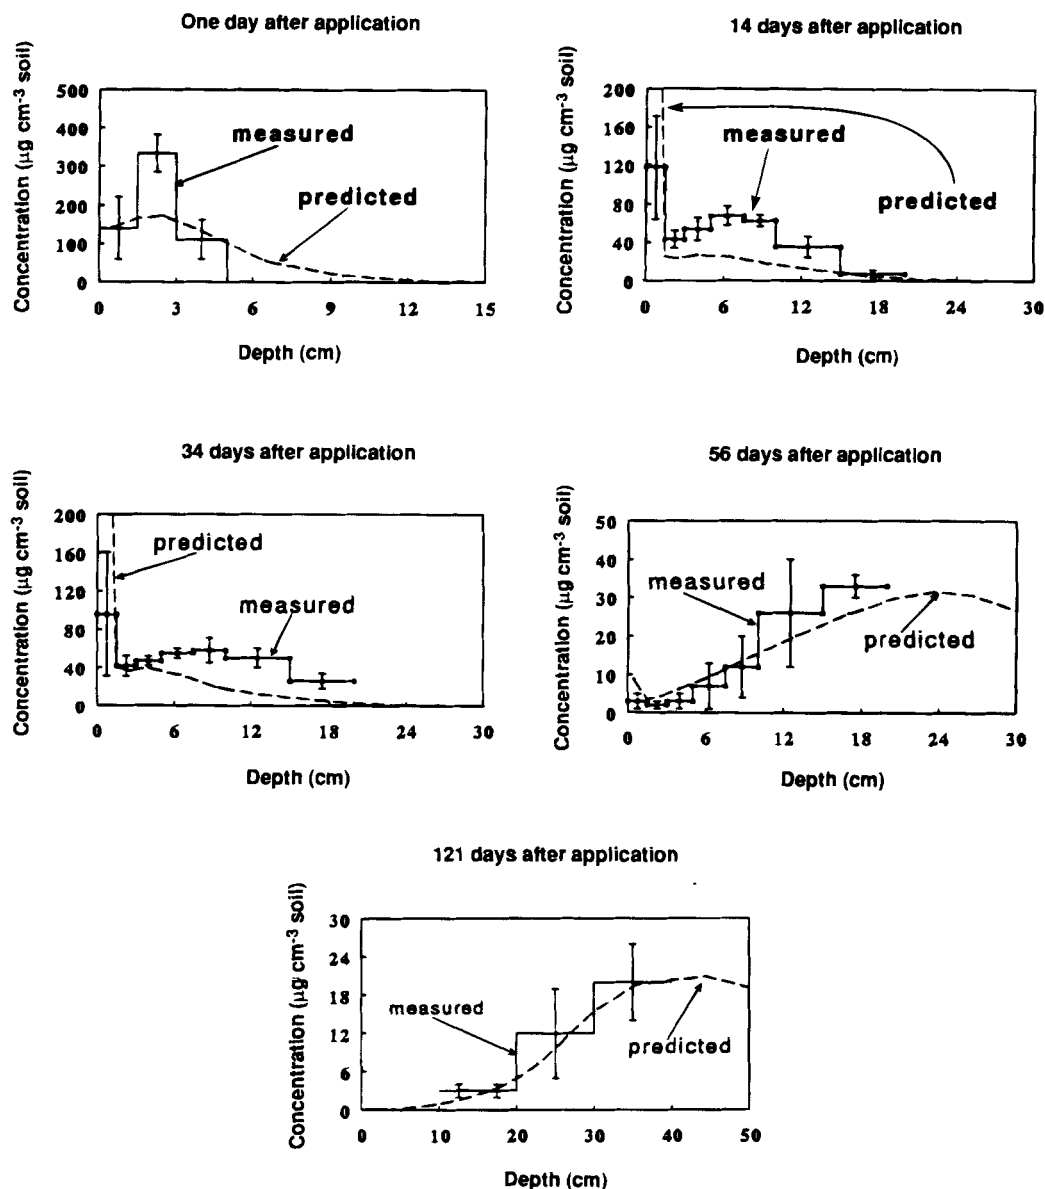 One day after application
Concentration (µg cm-3 soil)
500
400
300
200
100
0
measured
predicted
0 3 6 9 12 15
Depth (cm)
14 days after application
Concentration (µg cm-3 soil)
200
160
120
80
40
0
measured
predicted
0 6 12 18 24 30
Depth (cm)
34 days after application
Concentration (µg cm-3 soil)
200
160
120
80
40
0
predicted
measured
0 6 12 18 24 30
Depth (cm)
56 days after application
Concentration (µg cm-3 soil)
50
40
30
20
10
0
measured
predicted
0 6 12 18 24 30
Depth (cm)
121 days after application
Concentration (µg cm-3 soil)
30
24
18
12
6
0
measured
predicted
0 10 20 30 40 50
Depth (cm)